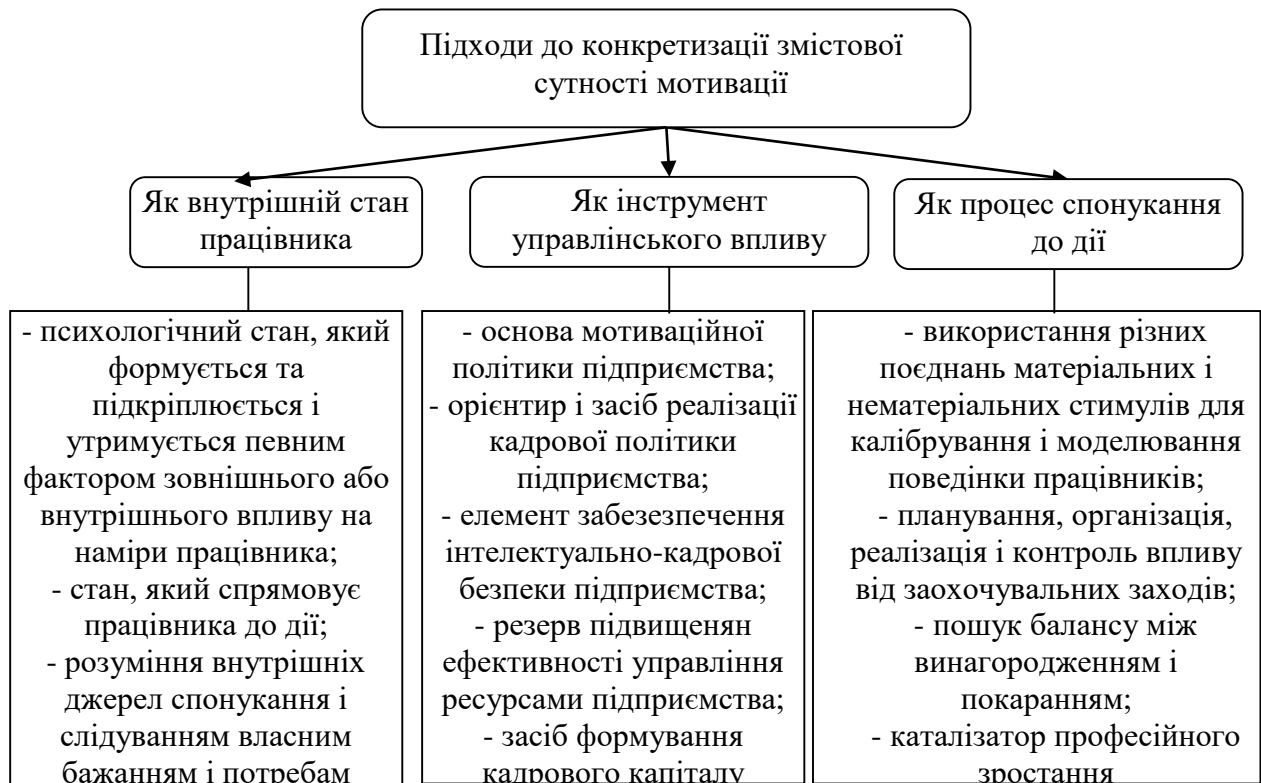 Підходи до конкретизації змістової
сутності мотивації
Як внутрішній стан
працівника
Як інструмент
управлінського впливу
Як процес спонукання
до дії
- психологічний стан, який
формується та
підкріплюється і
утримується певним
фактором зовнішнього або
внутрішнього впливу на
наміри працівника;
- стан, який спрямовує
працівника до дії;
- розуміння внутрішніх
джерел спонукання і
слідуванням власним
бажанням і потребам
- основа мотиваційної
політики підприємства;
- орієнтир і засіб реалізації
кадрової політики
підприємства;
- елемент забезезпечення
інтелектуально-кадрової
безпеки підприємства;
- резерв підвищенян
ефективності управління
ресурсами підприємства;
- засіб формування
кадрового капіталу
- використання різних
поєднань матеріальних і
нематеріальних стимулів для
калібрування і моделювання
поведінки працівників;
- планування, організація,
реалізація і контроль впливу
від заохочувальних заходів;
- пошук балансу між
винагородженням і
покаранням;
- каталізатор професійного
зростання